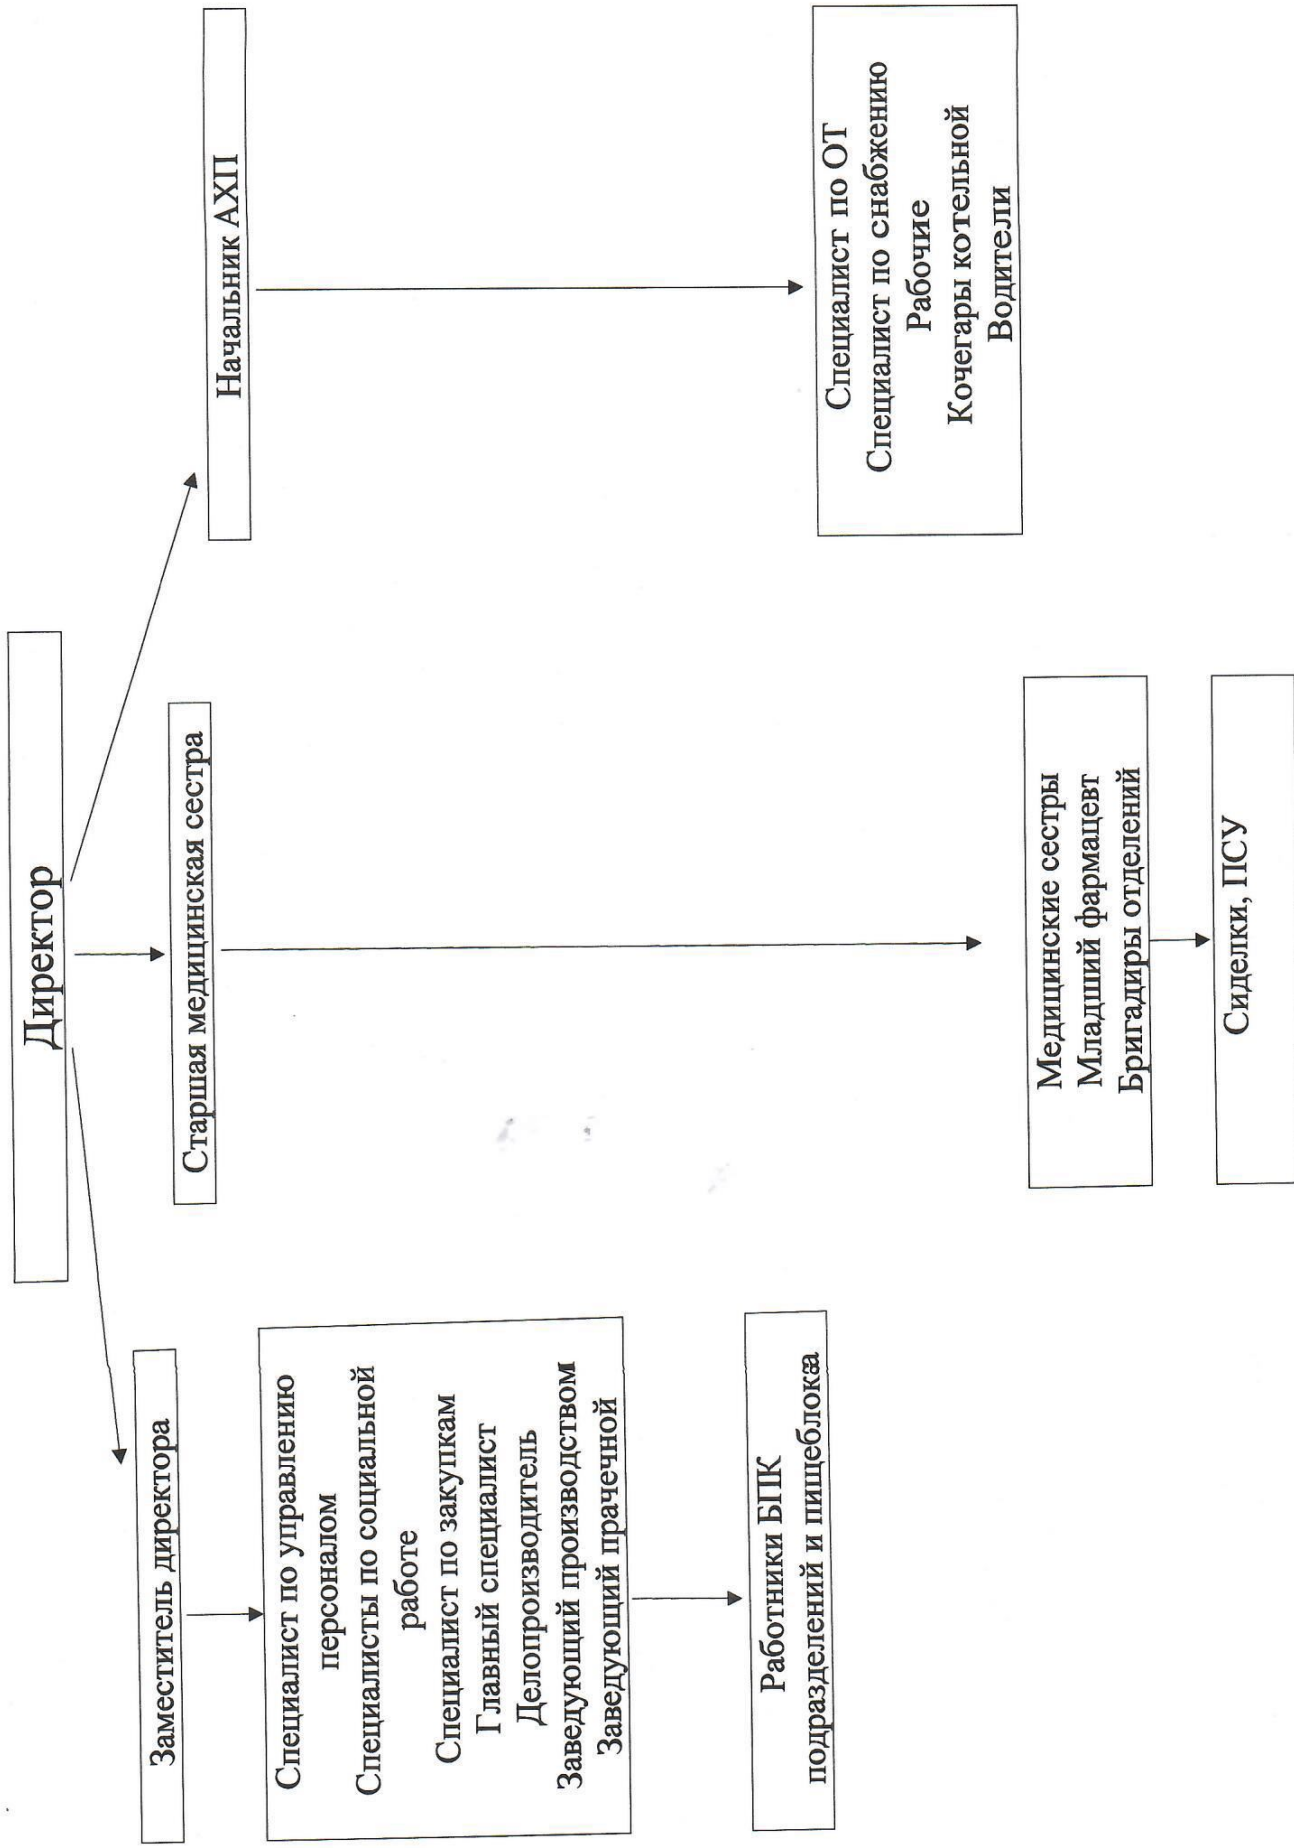 Директор
Заместитель директора
Старшая медицинская сестра
Начальник АХП
Специалист по управлению
персоналом
Специалисты по социальной
работе
Специалист по закупкам
Главный специалист
Делопроизводитель
Заведующий производством
Заведующий прачечной
Специалист по ОТ
Специалист по снабжению
Рабочие
Кочегары котельной
Водители
Работники БПК
подразделений и пищеблока
Медицинские сестры
Младший фармацевт
Бригадиры отделений
Сиделки, ПСУ